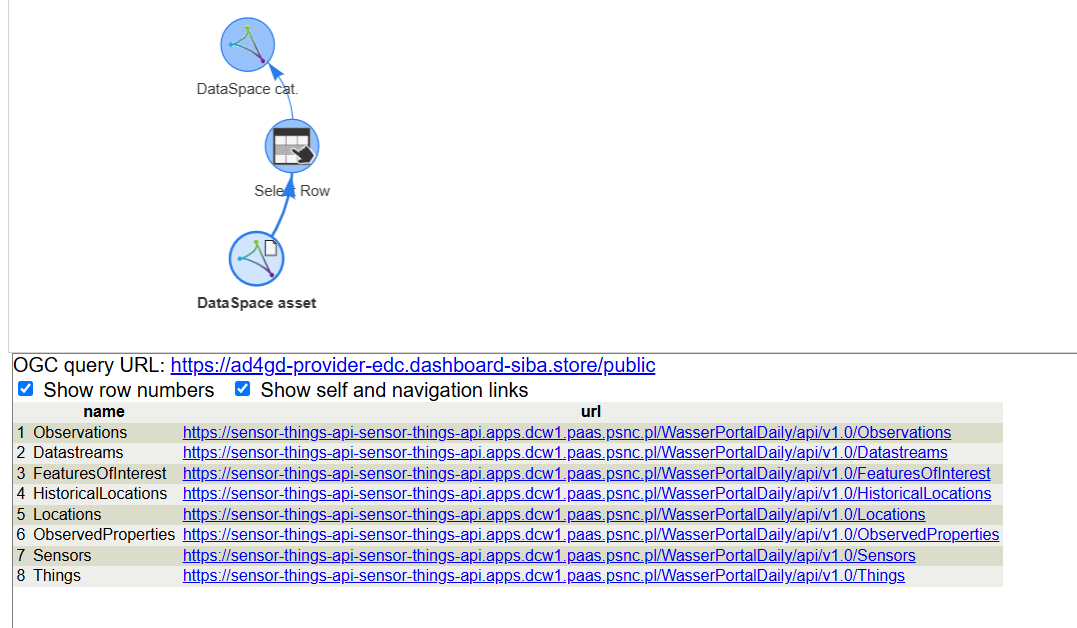 DataSpace cat.
Select Row
DataSpace asset
OGC query URL: https://ad4gd-provider-edc.dashboard-siba.store/public
Show row numbers Show self and navigation links
name url
1 Observations https://sensor-things-api-sensor-things-api.apps.dcw1.paas.psnc.pl/WasserPortalDaily/api/v1.0/Observations
2 Datastreams https://sensor-things-api-sensor-things-api.apps.dcw1.paas.psnc.pl/WasserPortalDaily/api/v1.0/Datastreams
3 FeaturesOfInterest https://sensor-things-api-sensor-things-api.apps.dcw1.paas.psnc.pl/WasserPortalDaily/api/v1.0/FeaturesOfInterest
4 HistoricalLocations https://sensor-things-api-sensor-things-api.apps.dcw1.paas.psnc.pl/WasserPortalDaily/api/v1.0/HistoricalLocations
5 Locations https://sensor-things-api-sensor-things-api.apps.dcw1.paas.psnc.pl/WasserPortalDaily/api/v1.0/Locations
6 ObservedProperties https://sensor-things-api-sensor-things-api.apps.dcw1.paas.psnc.pl/WasserPortalDaily/api/v1.0/ObservedProperties
7 Sensors https://sensor-things-api-sensor-things-api.apps.dcw1.paas.psnc.pl/WasserPortalDaily/api/v1.0/Sensors
8 Things https://sensor-things-api-sensor-things-api.apps.dcw1.paas.psnc.pl/WasserPortalDaily/api/v1.0/Things